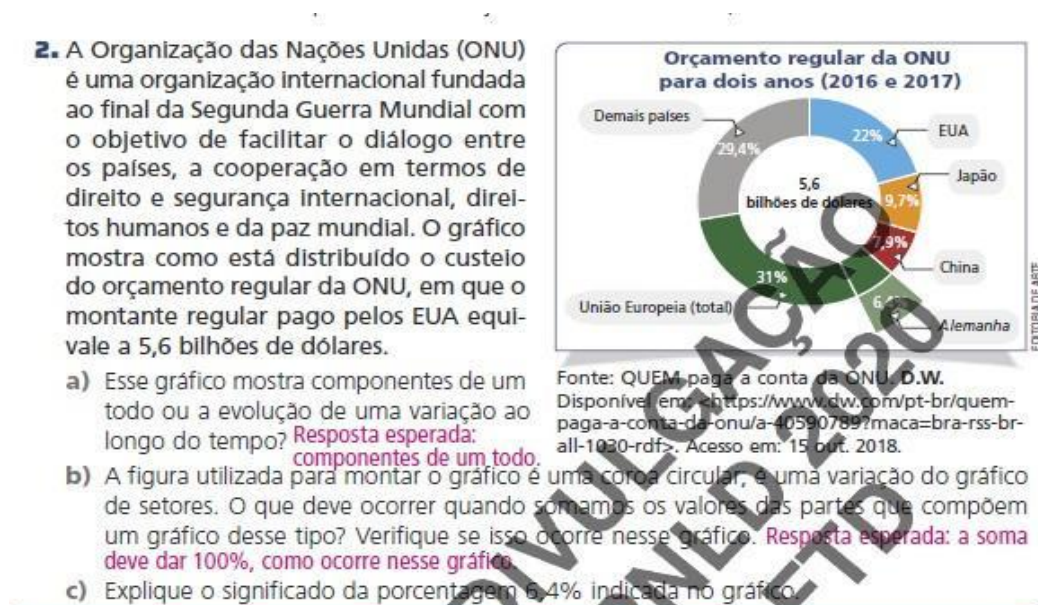 2. A Organização das Nações Unidas (ONU)
é uma organização internacional fundada
ao final da Segunda Guerra Mundial com
o objetivo de facilitar o diálogo entre
os países, a cooperação em termos de
direito e segurança internacional, direi-
tos humanos e da paz mundial. O gráfico
mostra como está distribuído o custeio
do orçamento regular da ONU, em que o
montante regular pago pelos EUA equi-
vale a 5,6 bilhões de dólares.
Orçamento regular da ONU
para dois anos (2016 e 2017)
Demais países
29,4%
22%
EUA
Japão
9,7%
5,6
bilhões de dólares
7,9%
China
31%
União Europeia (total)
Alemanha
EDITORIA DE ARTE
Fonte: QUEM paga a conta da ONU. D.W.
Disponível em: <https://www.dw.com/pt-br/quem-
paga-a-conta-da-onu/a-40590789?maca=bra-rss-br-
all-1030-rdf>. Acesso em: 15 out. 2018.
a) Esse gráfico mostra componentes de um
todo ou a evolução de uma variação ao
longo do tempo? Resposta esperada:
componentes de um todo.
b) A figura utilizada para montar o gráfico é uma coroa circular, é uma variação do gráfico
de setores. O que deve ocorrer quando somamos os valores das partes que compõem
um gráfico desse tipo? Verifique se isso ocorre nesse gráfico. Resposta esperada: a soma
deve dar 100%, como ocorre nesse gráfico.
c) Explique o significado da porcentagem 6,4% indicada no gráfico.
DIVULGAÇÃO
PNLD 2020
FTD